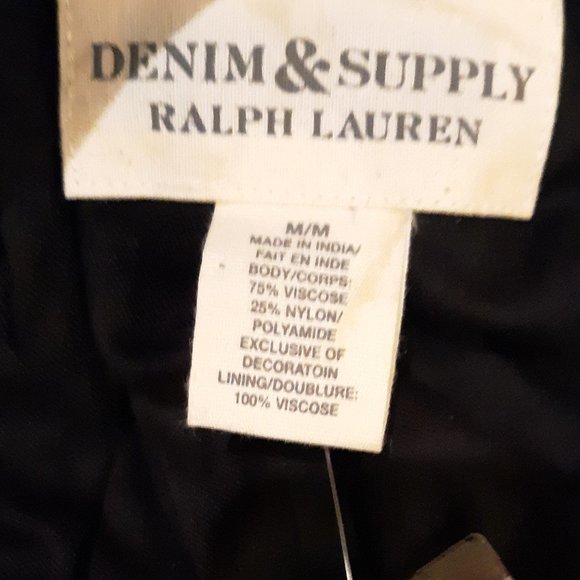 DENIM & SUPPLY
RALPH LAUREN
M/M
MADE IN INDIA/
FAIT EN INDE
BODY/CORPS:
75% VISCOSE
25% NYLON/
POLYAMIDE
EXCLUSIVE OF
DECORATOIN
LINING/DOUBLURE:
100% VISCOSE